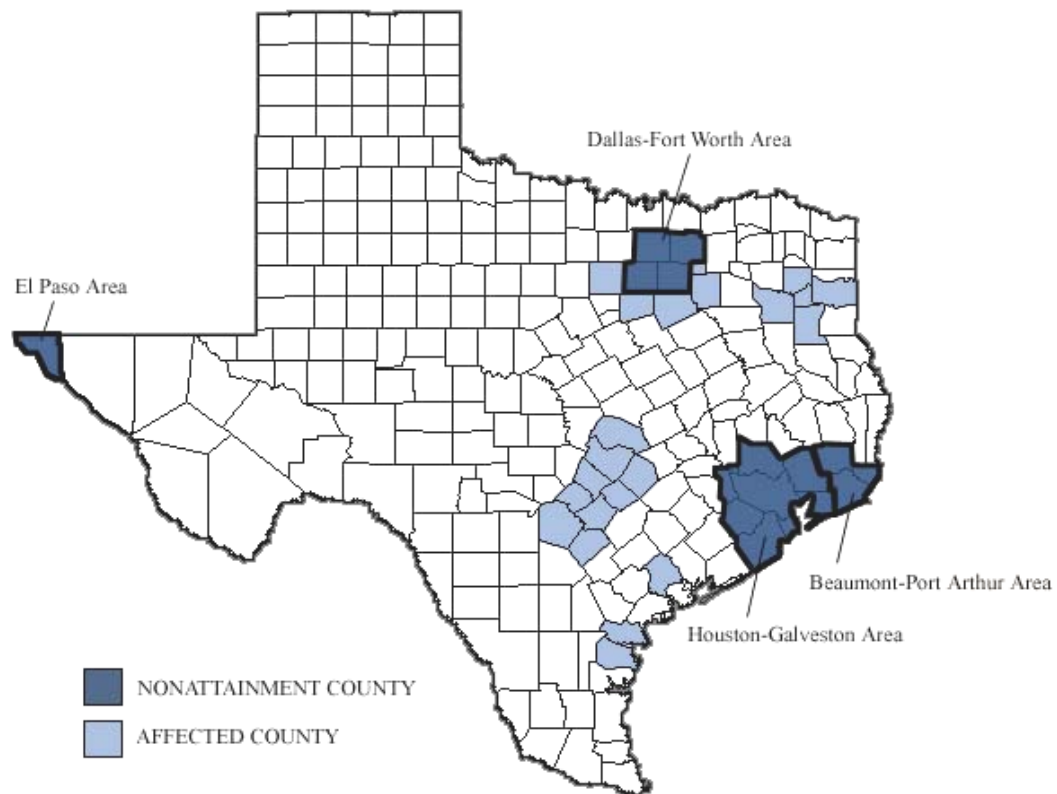 Dallas-Fort Worth Area
El Paso Area
Beaumont-Port Arthur Area
Houston-Galveston Area
NONATTAINMENT COUNTY
AFFECTED COUNTY